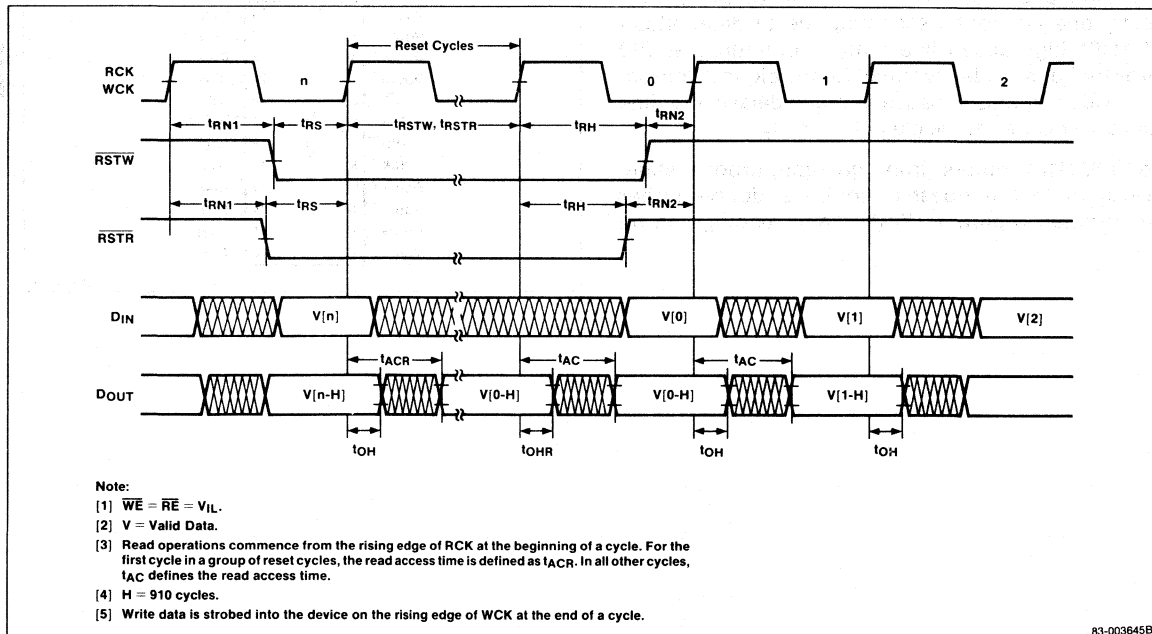 Reset Cycles
RCK
WCK
n
0
1
2
tRN1
tRS
tRSTW, tRSTR
tRH
tRN2
RSTW
tRN1
tRS
tRH
tRN2
RSTR
DIN
V[n]
V[0]
V[1]
V[2]
tACR
tAC
tAC
DOUT
V[n-H]
V[0-H]
V[0-H]
V[1-H]
tOH
tOHR
tOH
tOH
Note:
[1] WE = RE = VIL.
[2] V = Valid Data.
[3] Read operations commence from the rising edge of RCK at the beginning of a cycle. For the
first cycle in a group of reset cycles, the read access time is defined as tACR. In all other cycles,
tAC defines the read access time.
[4] H = 910 cycles.
[5] Write data is strobed into the device on the rising edge of WCK at the end of a cycle.
83-003645B